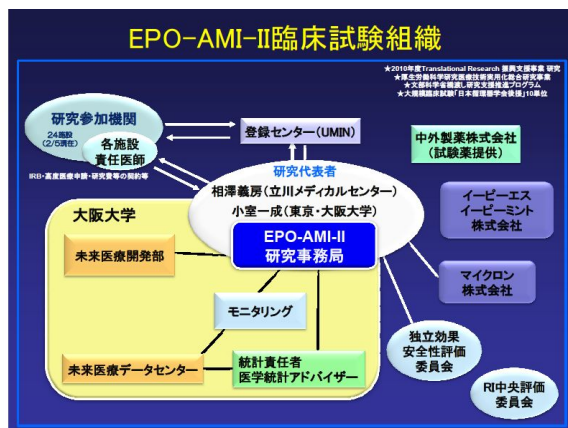 EPO-AMI-II臨床試験組織
★2010年度Translational Research 振興支援事業 研究
★厚生労働科学研究医療技術実用化総合研究事業
★文部科学省橋渡し研究支援推進プログラム
★大規模臨床試験「日本循環器学会後援」10単位
研究参加機関
24施設
(2/5現在)
各施設
責任医師
IRB・高度医療申請・研究費等の契約等
登録センター(UMIN)
中外製薬株式会社
(試験薬提供)
研究代表者
相澤義房(立川メディカルセンター)
小室一成(東京・大阪大学)
EPO-AMI-II
研究事務局
イーピーエス
イーピーミント
株式会社
マイクロン
株式会社
大阪大学
未来医療開発部
モニタリング
未来医療データセンター
統計責任者
医学統計アドバイザー
独立効果
安全性評価
委員会
RI中央評価
委員会